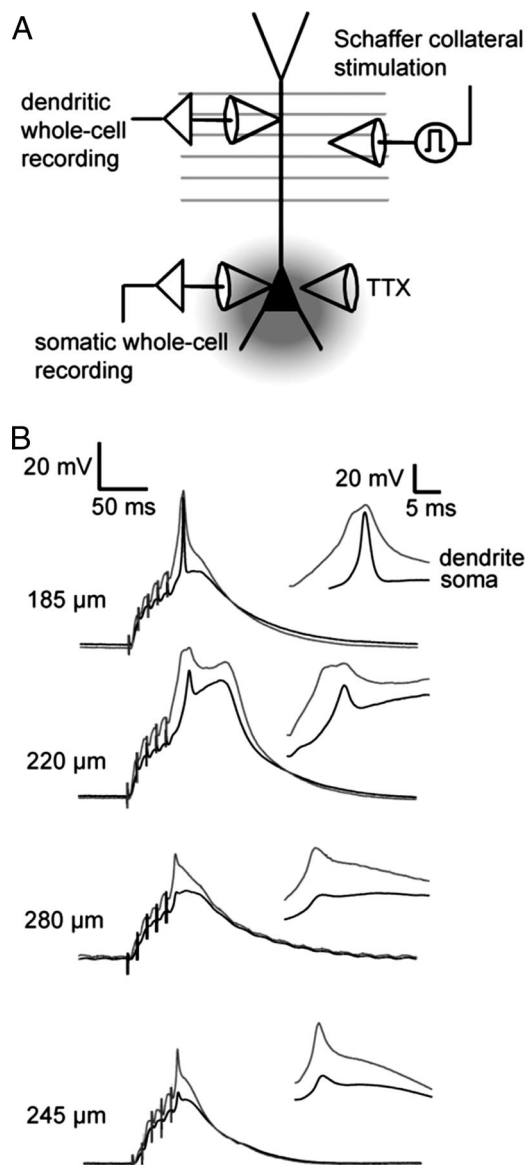 A
Schaffer collateral
stimulation
dendritic
whole-cell
recording
TTX
somatic whole-cell
recording
B
20 mV
50 ms
20 mV
5 ms
dendrite
soma
185 µm
220 µm
280 µm
245 µm